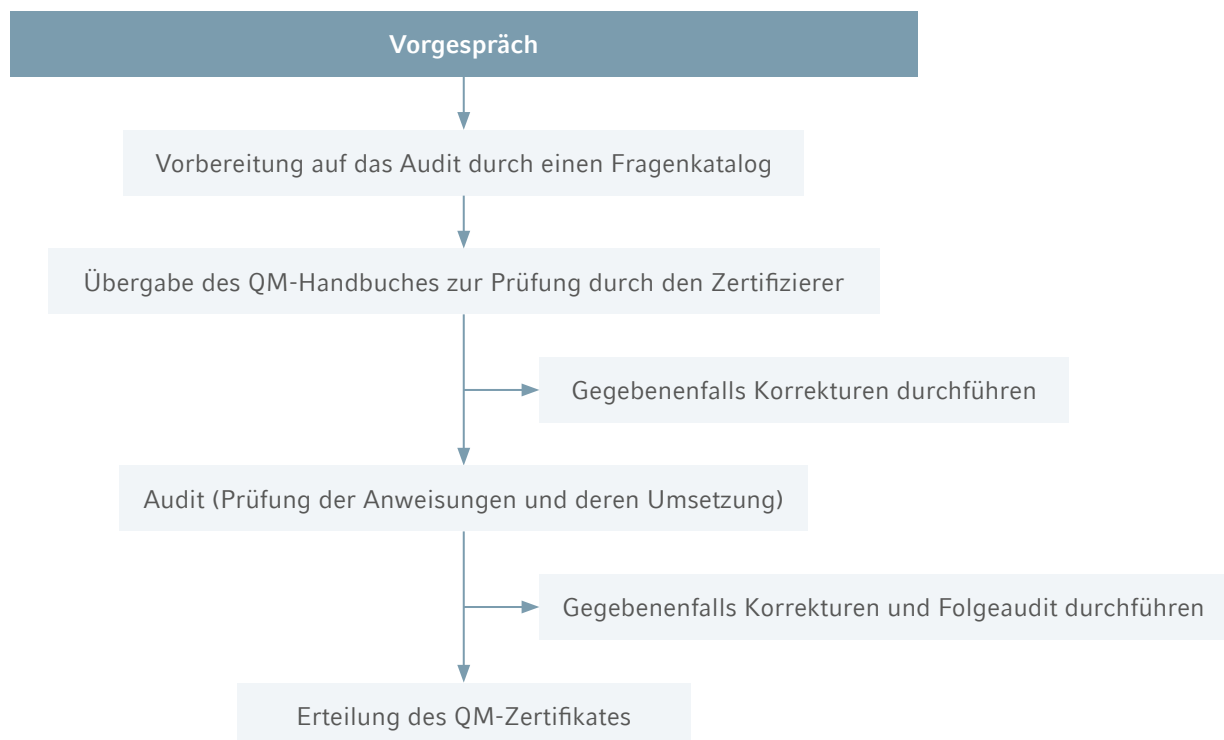 Vorgespräch
Vorbereitung auf das Audit durch einen Fragenkatalog
Übergabe des QM-Handbuches zur Prüfung durch den Zertifizierer
Gegebenenfalls Korrekturen durchführen
Audit (Prüfung der Anweisungen und deren Umsetzung)
Gegebenenfalls Korrekturen und Folgeaudit durchführen
Erteilung des QM-Zertifikates